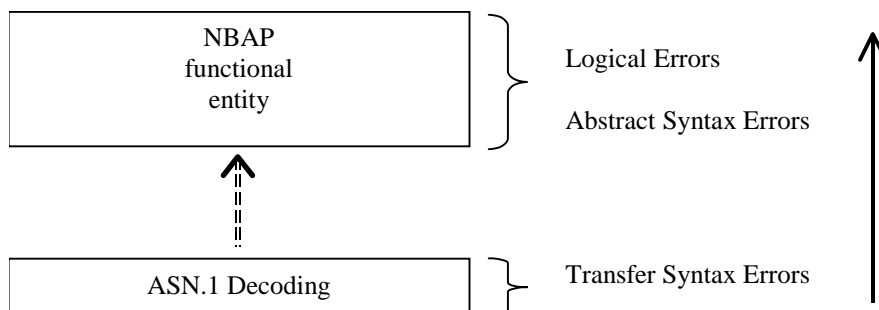 NBAP
functional
entity
Logical Errors
Abstract Syntax Errors
ASN.1 Decoding
Transfer Syntax Errors